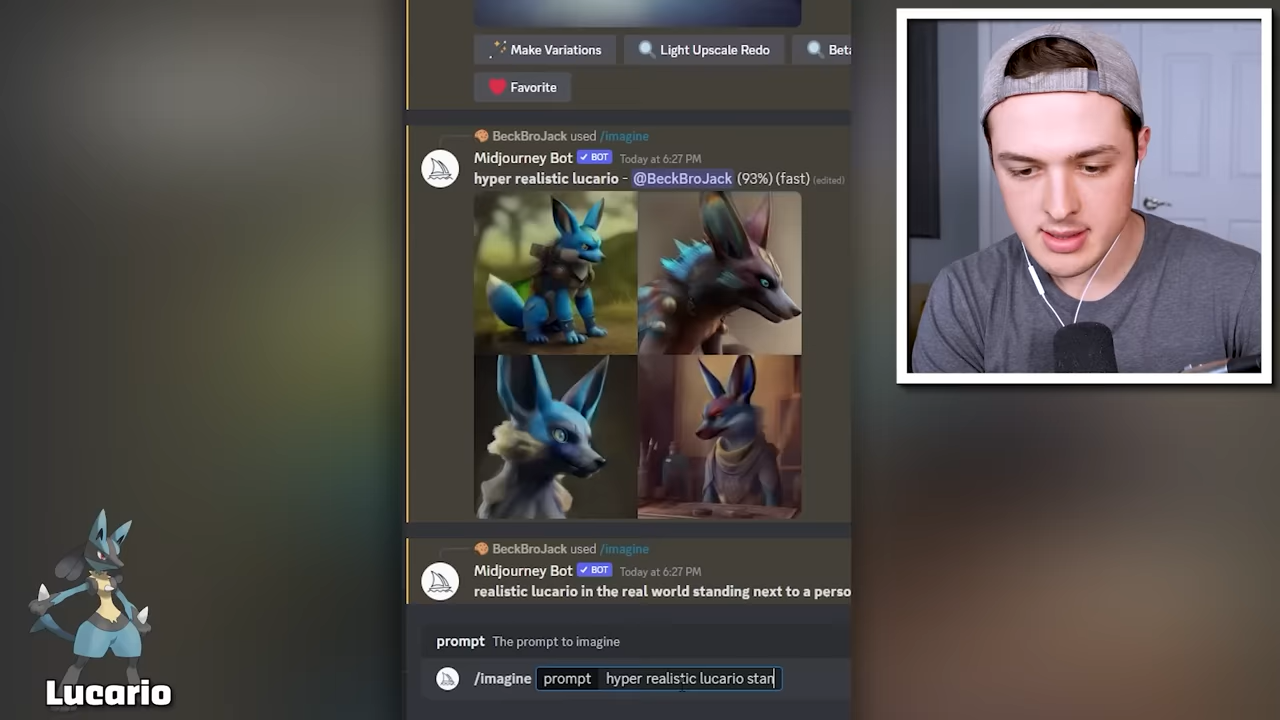 Make Variations
Light Upscale Redo
Beta
Favorite
BeckBroJack used /imagine
Midjourney Bot ✓ BOT Today at 6:27 PM
hyper realistic lucario - @BeckBroJack (93%) (fast) (edited)
BeckBroJack used /imagine
Midjourney Bot ✓ BOT Today at 6:27 PM
realistic lucario in the real world standing next to a perso
prompt The prompt to imagine
/imagine prompt hyper realistic lucario stan
Lucario